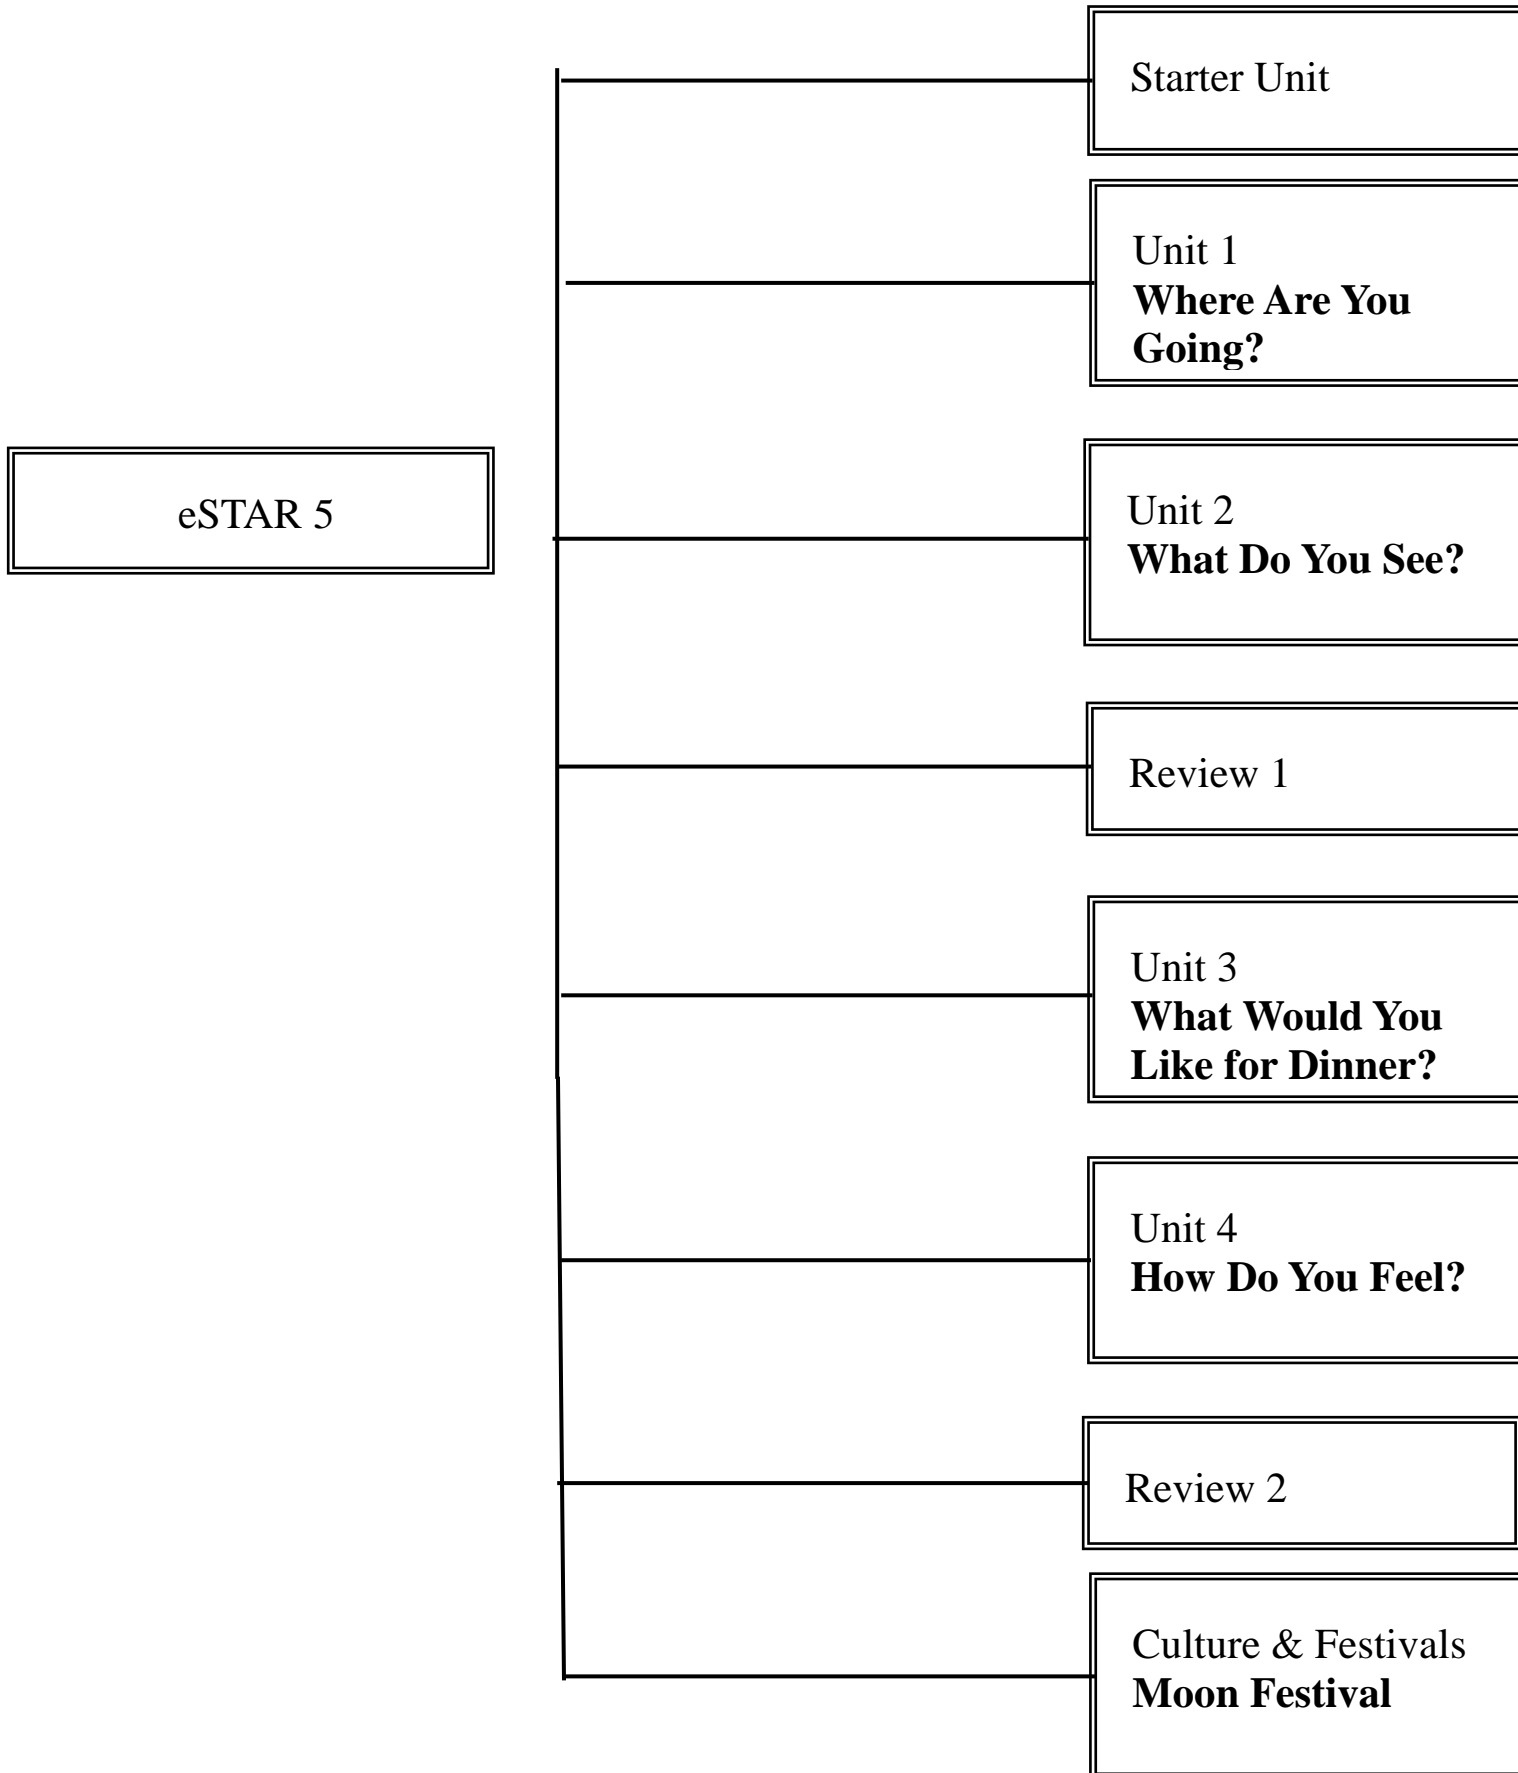 Starter Unit
Unit 1
Where Are You
Going?
eSTAR 5
Unit 2
What Do You See?
Review 1
Unit 3
What Would You
Like for Dinner?
Unit 4
How Do You Feel?
Review 2
Culture & Festivals
Moon Festival